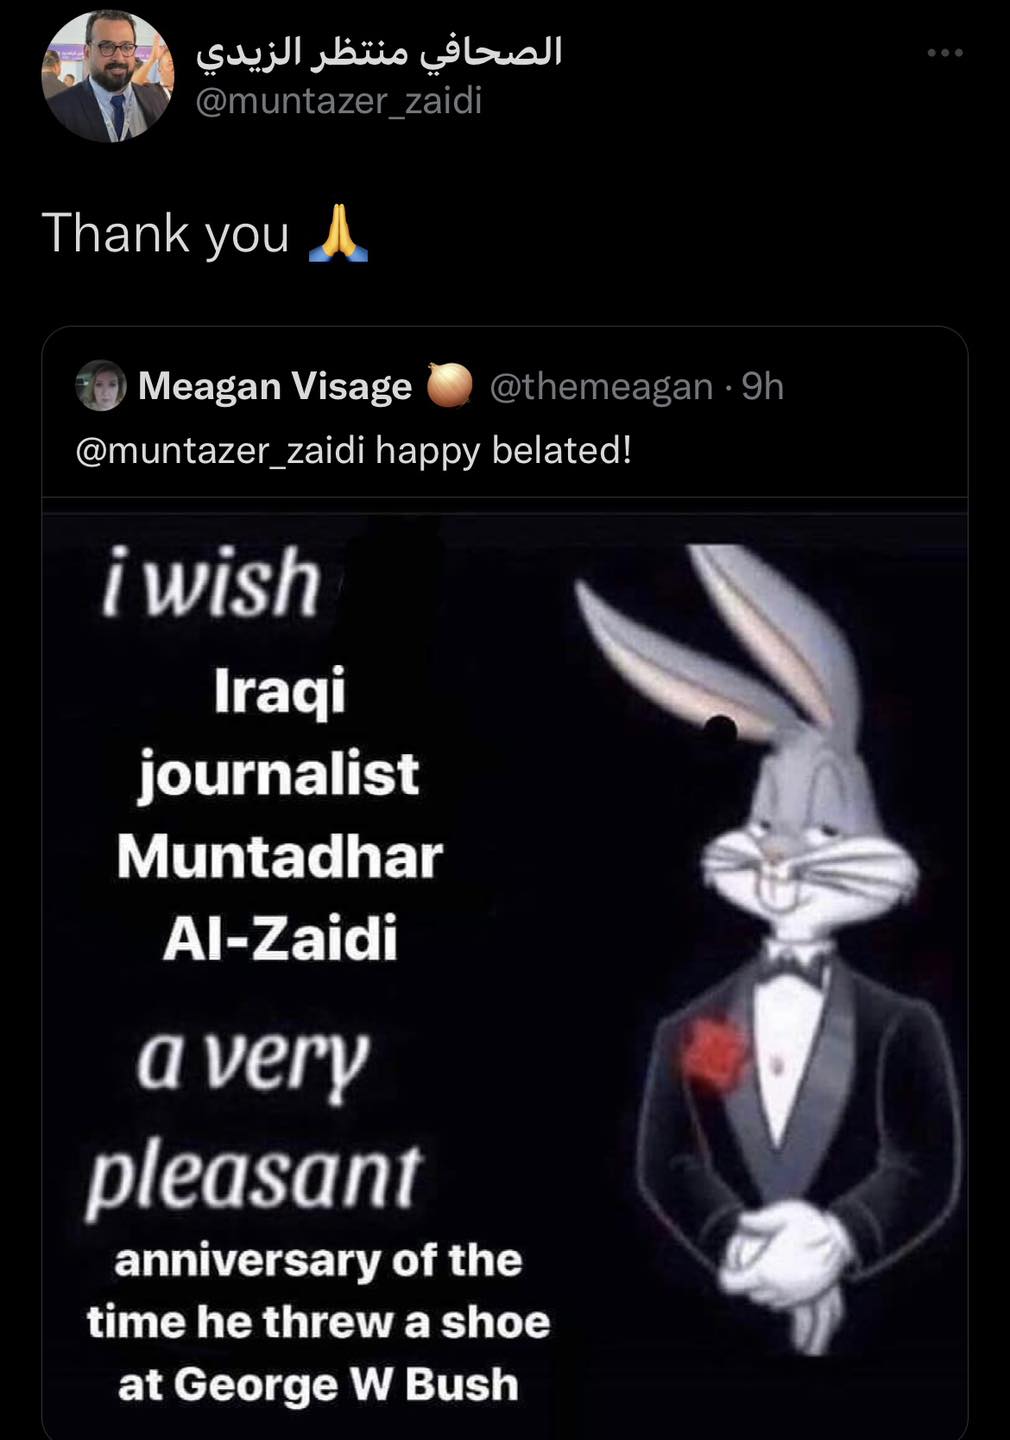 الصحافي منتظر الزيدي
@muntazer_zaidi
Thank you 🙏
Meagan Visage 🧅 @themeagan · 9h
@muntazer_zaidi happy belated!
i wish
Iraqi
journalist
Muntadhar
Al-Zaidi
a very
pleasant
anniversary of the
time he threw a shoe
at George W Bush